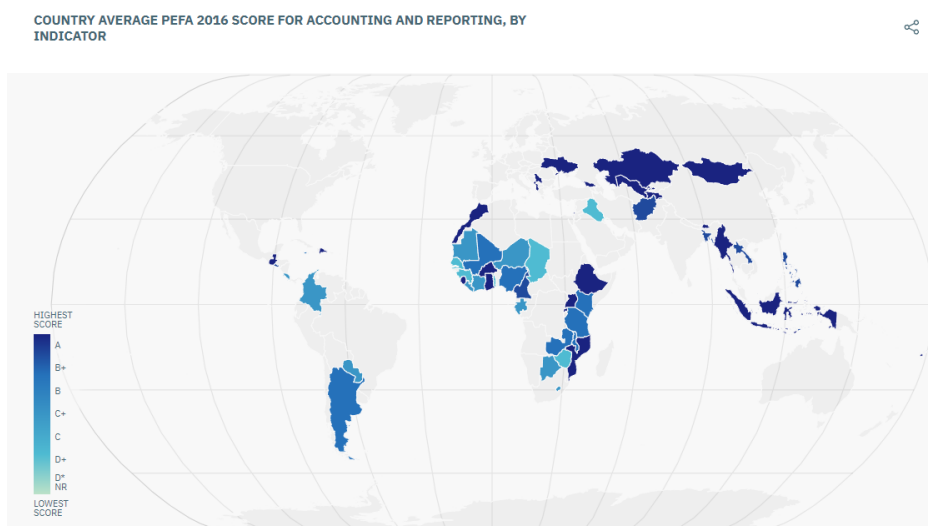 COUNTRY AVERAGE PEFA 2016 SCORE FOR ACCOUNTING AND REPORTING, BY
INDICATOR
HIGHEST
SCORE
A
B+
B
C+
C
D+
D*
NR
LOWEST
SCORE